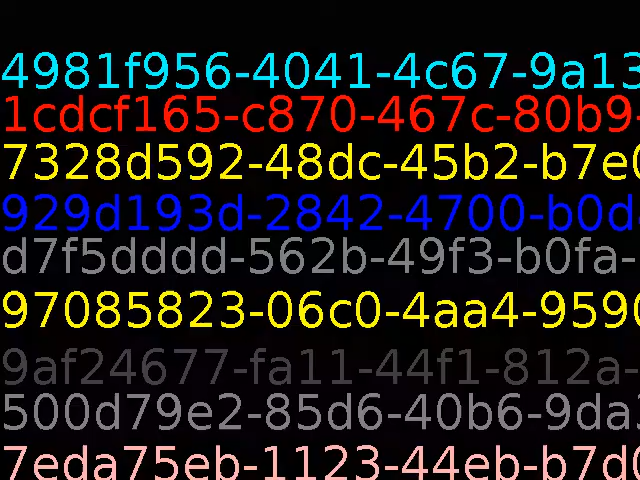 4981f956-4041-4c67-9a13
1cdcf165-c870-467c-80b9-
7328d592-48dc-45b2-b7e0
929d193d-2842-4700-b0d
d7f5dddd-562b-49f3-b0fa-
97085823-06c0-4aa4-9590
9af24677-fa11-44f1-812a-
500d79e2-85d6-40b6-9da3
7eda75eb-1123-44eb-b7d0